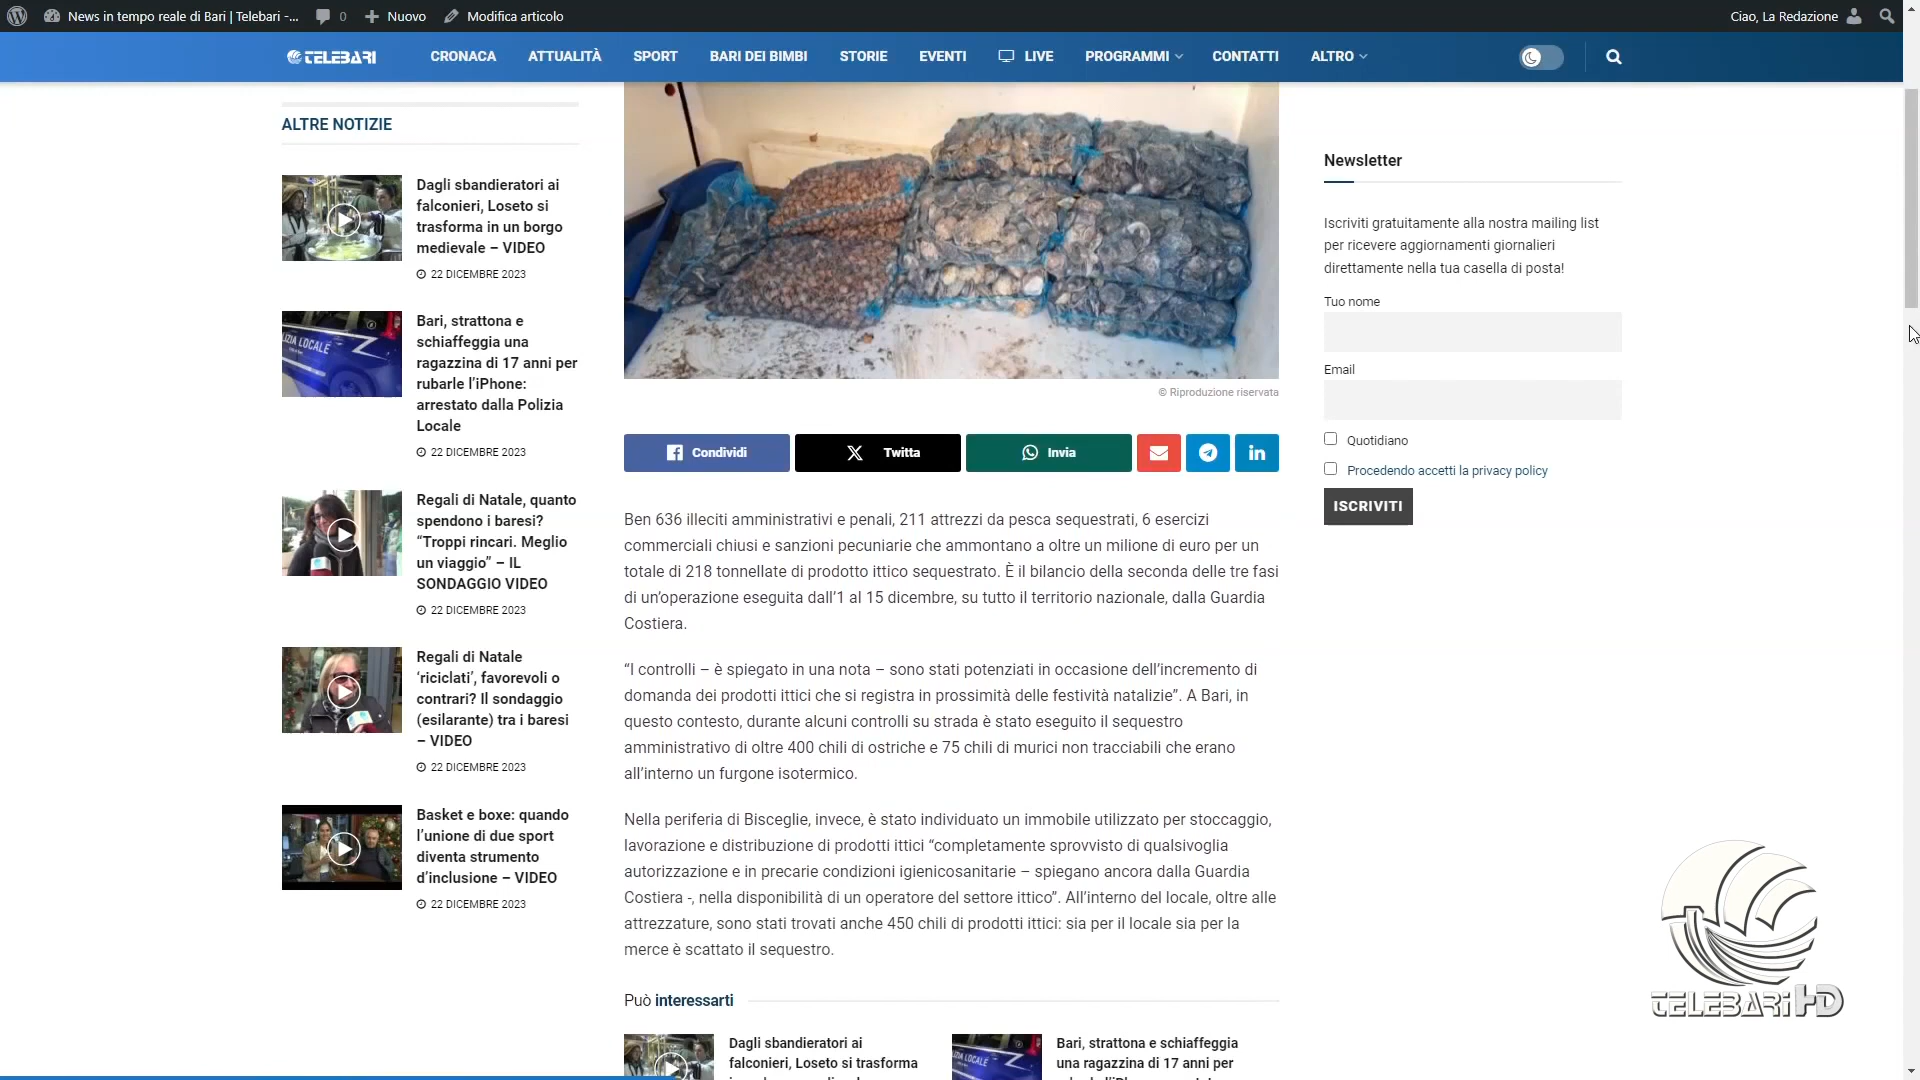 News in tempo reale di Bari | Telebari -...
0
Nuovo
Modifica articolo
Ciao, La Redazione
TELEBARI
CRONACA
ATTUALITÀ
SPORT
BARI DEI BIMBI
STORIE
EVENTI
LIVE
PROGRAMMI
CONTATTI
ALTRO
ALTRE NOTIZIE
Dagli sbandieratori ai
falconieri, Loseto si
trasforma in un borgo
medievale – VIDEO
22 DICEMBRE 2023
Bari, strattona e
schiaffeggia una
ragazzina di 17 anni per
rubarle l’iPhone:
arrestato dalla Polizia
Locale
22 DICEMBRE 2023
Regali di Natale, quanto
spendono i baresi?
“Troppi rincari. Meglio
un viaggio” – IL
SONDAGGIO VIDEO
22 DICEMBRE 2023
Regali di Natale
‘riciclati’, favorevoli o
contrari? Il sondaggio
(esilarante) tra i baresi
– VIDEO
22 DICEMBRE 2023
Basket e boxe: quando
l’unione di due sport
diventa strumento
d’inclusione – VIDEO
22 DICEMBRE 2023
© Riproduzione riservata
Condividi
Twitta
Invia
Ben 636 illeciti amministrativi e penali, 211 attrezzi da pesca sequestrati, 6 esercizi
commerciali chiusi e sanzioni pecuniarie che ammontano a oltre un milione di euro per un
totale di 218 tonnellate di prodotto ittico sequestrato. È il bilancio della seconda delle tre fasi
di un’operazione eseguita dall’1 al 15 dicembre, su tutto il territorio nazionale, dalla Guardia
Costiera.
“I controlli – è spiegato in una nota – sono stati potenziati in occasione dell’incremento di
domanda dei prodotti ittici che si registra in prossimità delle festività natalizie”. A Bari, in
questo contesto, durante alcuni controlli su strada è stato eseguito il sequestro
amministrativo di oltre 400 chili di ostriche e 75 chili di murici non tracciabili che erano
all’interno un furgone isotermico.
Nella periferia di Bisceglie, invece, è stato individuato un immobile utilizzato per stoccaggio,
lavorazione e distribuzione di prodotti ittici “completamente sprovvisto di qualsivoglia
autorizzazione e in precarie condizioni igienicosanitarie – spiegano ancora dalla Guardia
Costiera -, nella disponibilità di un operatore del settore ittico”. All’interno del locale, oltre alle
attrezzature, sono stati trovati anche 450 chili di prodotti ittici: sia per il locale sia per la
merce è scattato il sequestro.
Può interessarti
Dagli sbandieratori ai
falconieri, Loseto si trasforma
Bari, strattona e schiaffeggia
una ragazzina di 17 anni per
Newsletter
Iscriviti gratuitamente alla nostra mailing list
per ricevere aggiornamenti giornalieri
direttamente nella tua casella di posta!
Tuo nome
Email
Quotidiano
Procedendo accetti la privacy policy
ISCRIVITI
TELEBARI HD